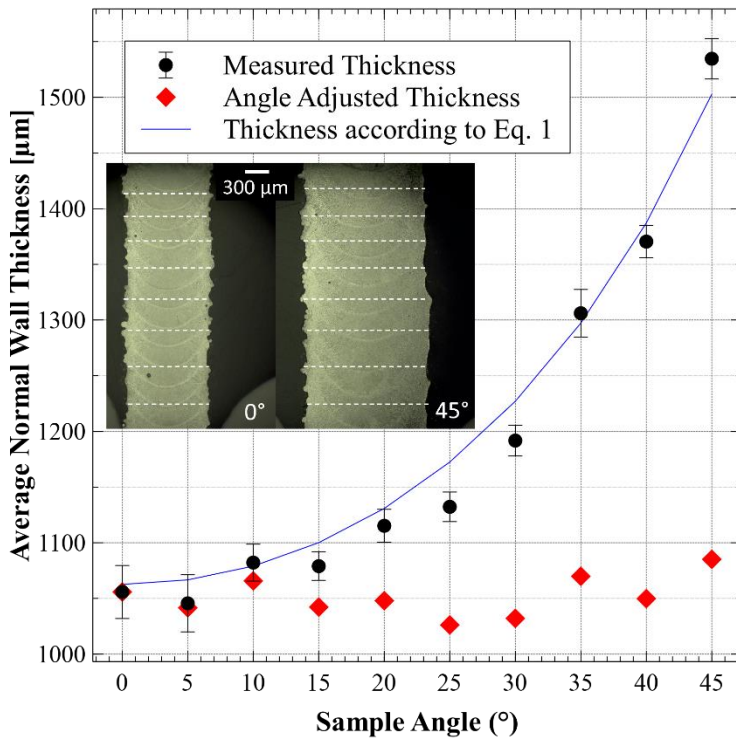 Average Normal Wall Thickness [µm]
1500
1400
1300
1200
1100
1000
Measured Thickness
Angle Adjusted Thickness
Thickness according to Eq. 1
300 µm
0°
45°
0 5 10 15 20 25 30 35 40 45
Sample Angle (°)